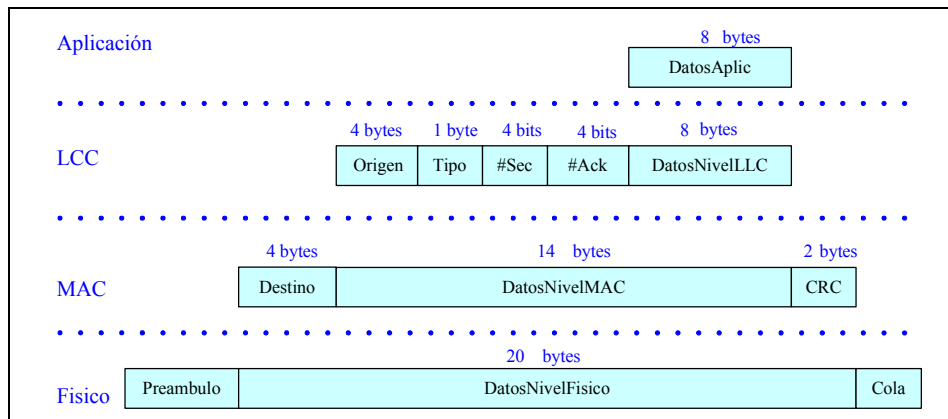 Aplicación
8 bytes
DatosAplic
4 bytes 1 byte 4 bits 4 bits 8 bytes
LCC
Origen Tipo #Sec #Ack DatosNivelLLC
4 bytes 14 bytes 2 bytes
MAC
Destino DatosNivelMAC CRC
20 bytes
Fisico
Preambulo DatosNivelFisico Cola